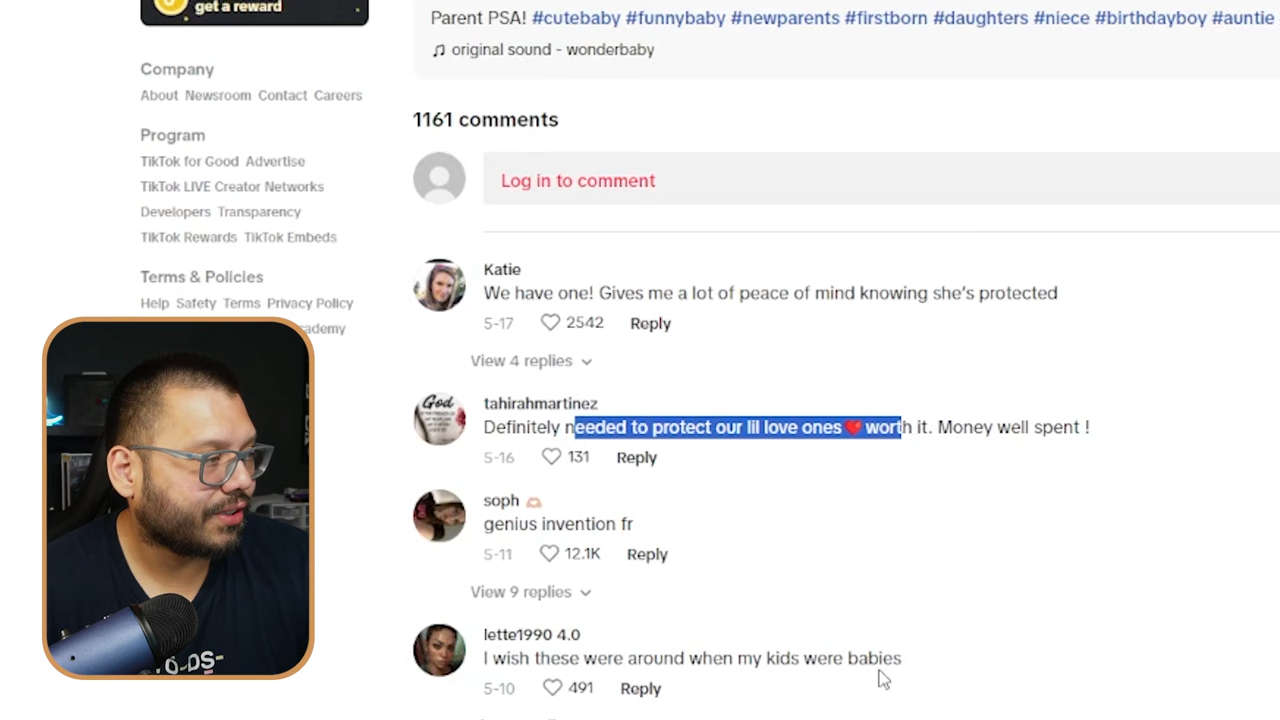 get a reward
Parent PSA! #cutebaby #funnybaby #newparents #firstborn #daughters #niece #birthdayboy #auntie
original sound - wonderbaby
Company
About Newsroom Contact Careers
Program
TikTok for Good Advertise
TikTok LIVE Creator Networks
Developers Transparency
TikTok Rewards TikTok Embeds
Terms & Policies
Help Safety Terms Privacy Policy
1161 comments
Log in to comment
Katie
We have one! Gives me a lot of peace of mind knowing she's protected
5-17 2542 Reply
View 4 replies
God
tahirahmartinez
Definitely needed to protect our lil love ones❤️ worth it. Money well spent !
5-16 131 Reply
soph 🫶🏼
genius invention fr
5-11 12.1K Reply
View 9 replies
lette1990 4.0
I wish these were around when my kids were babies
5-10 491 Reply